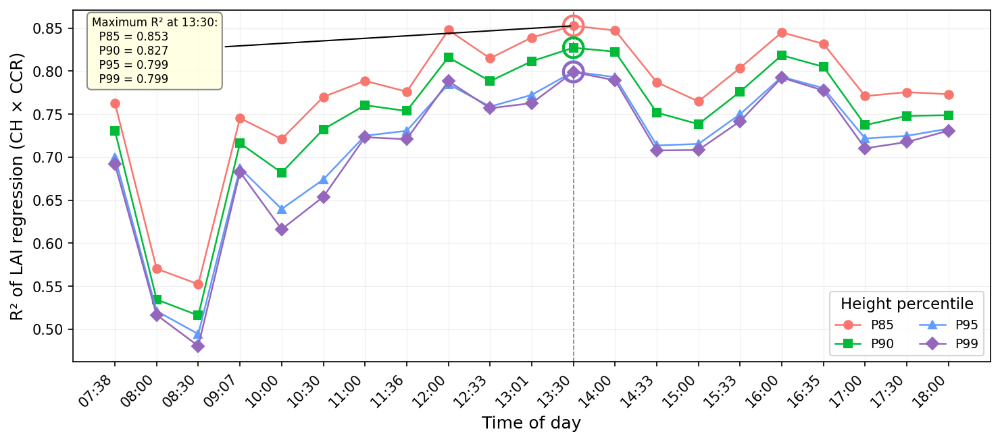 Maximum R² at 13:30:
P85 = 0.853
P90 = 0.827
P95 = 0.799
P99 = 0.799
R² of LAI regression (CH × CCR)
0.85
0.80
0.75
0.70
0.65
0.60
0.55
0.50
Height percentile
P85
P95
P90
P99
07:38
08:00
08:30
09:07
10:00
10:30
11:00
11:36
12:00
12:33
13:01
13:30
14:00
14:33
15:00
15:33
16:00
16:35
17:00
17:30
18:00
Time of day